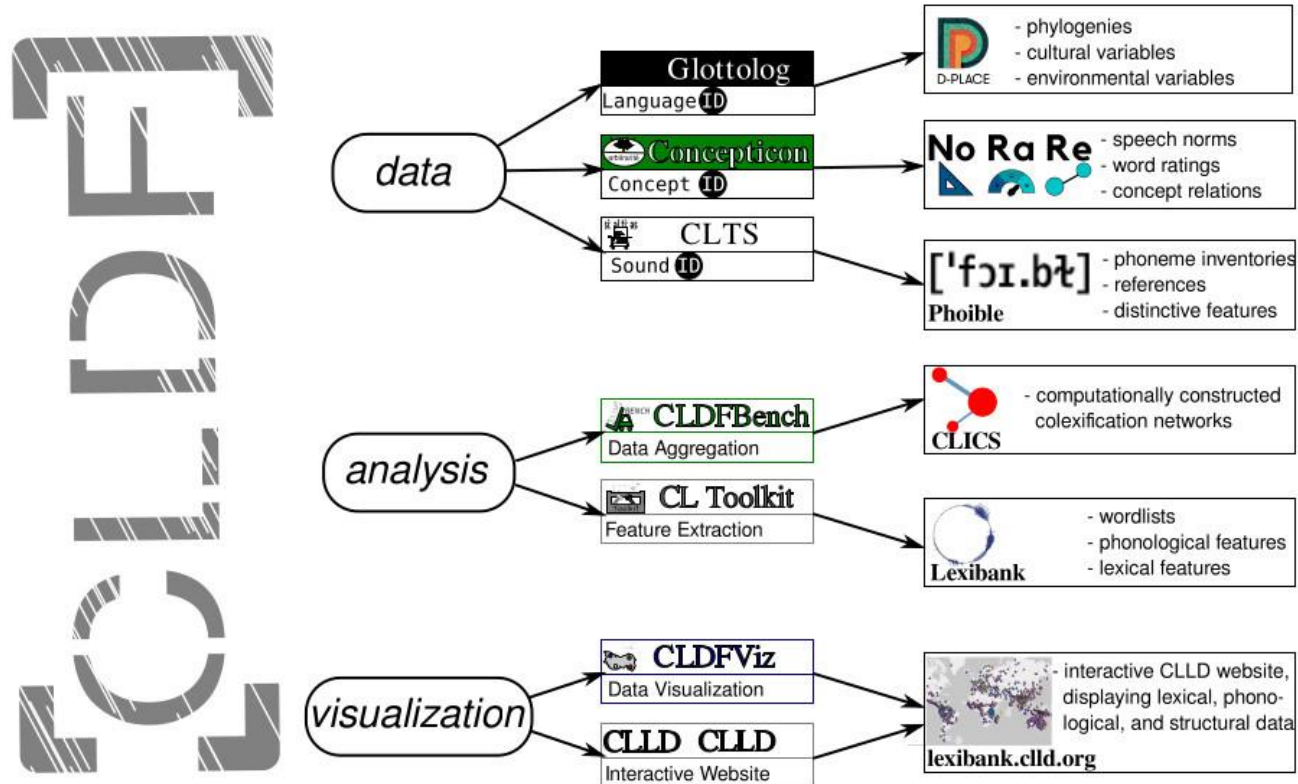 [CLDF]
data
Glottolog
Language ID
Concepticon
Concept ID
CLTS
Sound ID
D-PLACE
- phylogenies
- cultural variables
- environmental variables
No Ra Re
- speech norms
- word ratings
- concept relations
[ˈfɔɪ.bɫ]
Phoible
- phoneme inventories
- references
- distinctive features
analysis
CLDFBench
Data Aggregation
CL Toolkit
Feature Extraction
CLICS
- computationally constructed
colexification networks
Lexibank
- wordlists
- phonological features
- lexical features
visualization
CLDFViz
Data Visualization
CLLD CLLD
Interactive Website
- interactive CLLD website,
displaying lexical, phono-
logical, and structural data
lexibank.clld.org